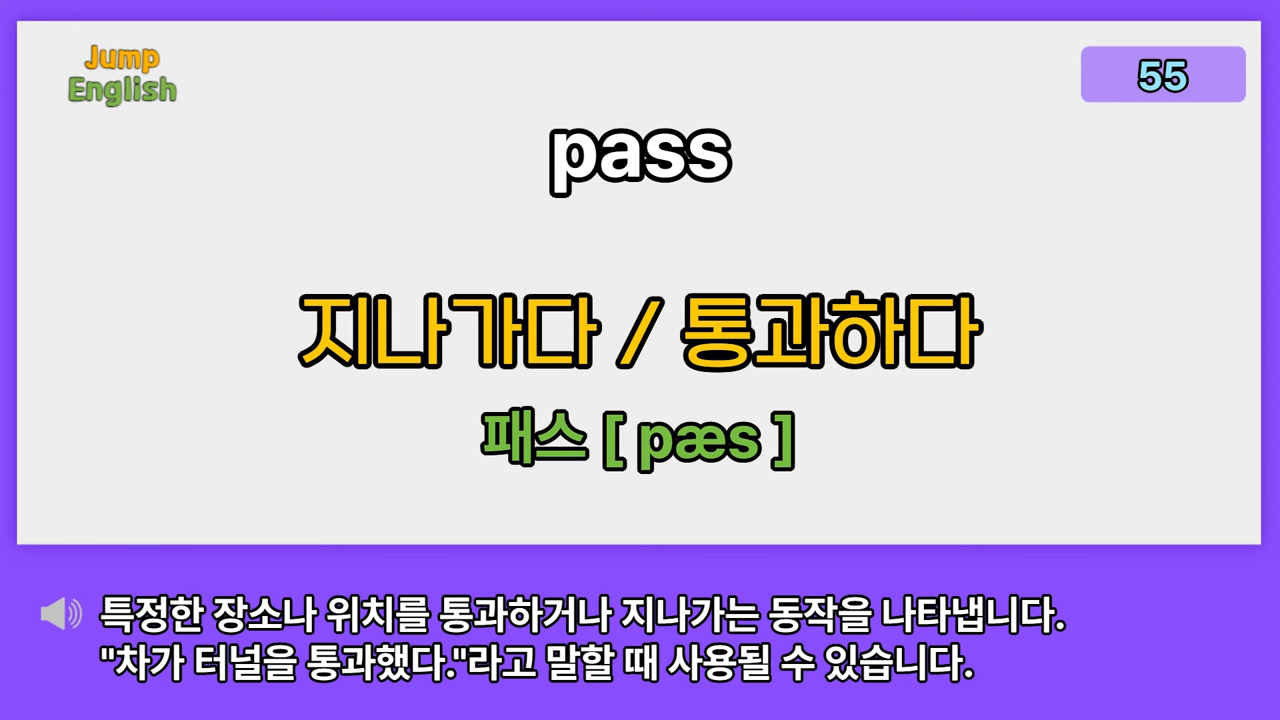 Jump
English
55
pass
지나가다 / 통과하다
패스 [ pæs ]
특정한 장소나 위치를 통과하거나 지나가는 동작을 나타냅니다.
"차가 터널을 통과했다."라고 말할 때 사용될 수 있습니다.